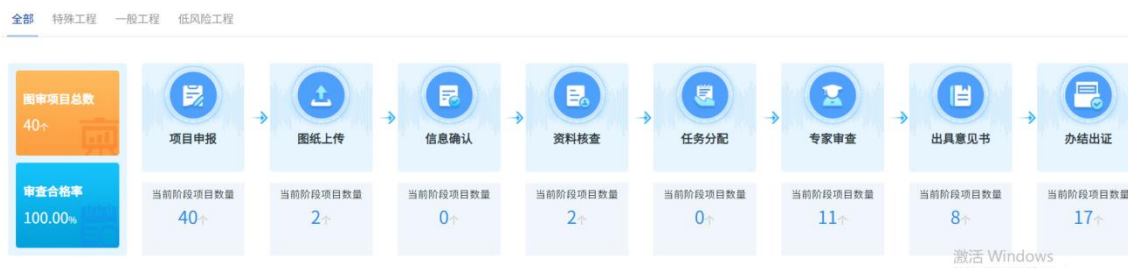 全部 特殊工程 一般工程 低风险工程
图审项目总数
40个
审查合格率
100.00%
项目申报
当前阶段项目数量
40个
图纸上传
当前阶段项目数量
2个
信息确认
当前阶段项目数量
0个
资料核查
当前阶段项目数量
2个
任务分配
当前阶段项目数量
0个
专家审查
当前阶段项目数量
11个
出具意见书
当前阶段项目数量
8个
办结出证
当前阶段项目数量
17个
激活 Windows